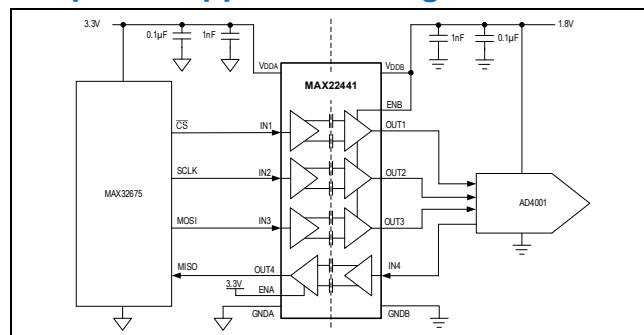 3.3V
0.1µF
1nF
VDDA
VDDB
1nF
0.1µF
1.8V
MAX22441
ENB
CS
IN1
OUT1
SCLK
IN2
OUT2
MAX32675
AD4001
MOSI
IN3
OUT3
MISO
OUT4
IN4
3.3V
ENA
GNDA
GNDB